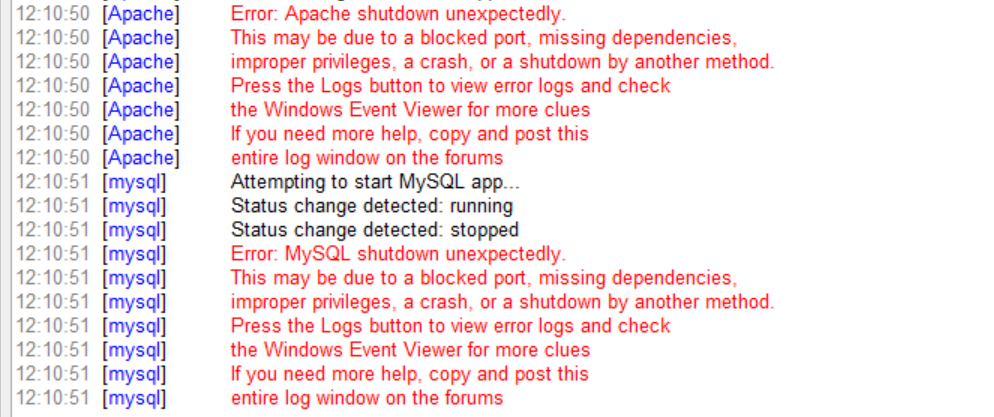 12:10:50 [Apache] Error: Apache shutdown unexpectedly.
12:10:50 [Apache] This may be due to a blocked port, missing dependencies,
12:10:50 [Apache] improper privileges, a crash, or a shutdown by another method.
12:10:50 [Apache] Press the Logs button to view error logs and check
12:10:50 [Apache] the Windows Event Viewer for more clues
12:10:50 [Apache] If you need more help, copy and post this
12:10:50 [Apache] entire log window on the forums
12:10:51 [mysql] Attempting to start MySQL app...
12:10:51 [mysql] Status change detected: running
12:10:51 [mysql] Status change detected: stopped
12:10:51 [mysql] Error: MySQL shutdown unexpectedly.
12:10:51 [mysql] This may be due to a blocked port, missing dependencies,
12:10:51 [mysql] improper privileges, a crash, or a shutdown by another method.
12:10:51 [mysql] Press the Logs button to view error logs and check
12:10:51 [mysql] the Windows Event Viewer for more clues
12:10:51 [mysql] If you need more help, copy and post this
12:10:51 [mysql] entire log window on the forums